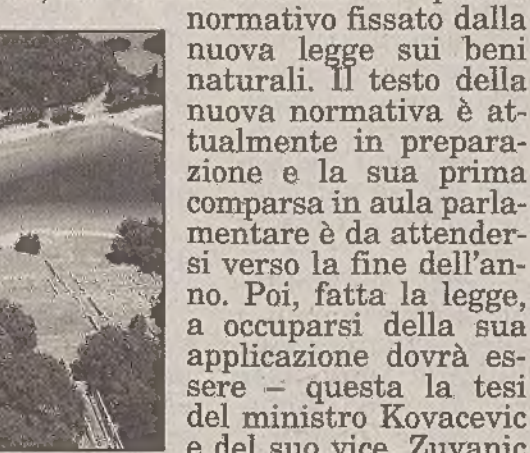 normativo fissato dalla
nuova legge sui beni
naturali. Il testo della
nuova normativa è at-
tualmente in prepara-
zione e la sua prima
comparsa in aula parla-
mentare è da attender-
si verso la fine dell'an-
no. Poi, fatta la legge,
a occuparsi della sua
applicazione dovrà es-
sere – questa la tesi
del ministro Kovacevic
e del suo vice, Zuvanic